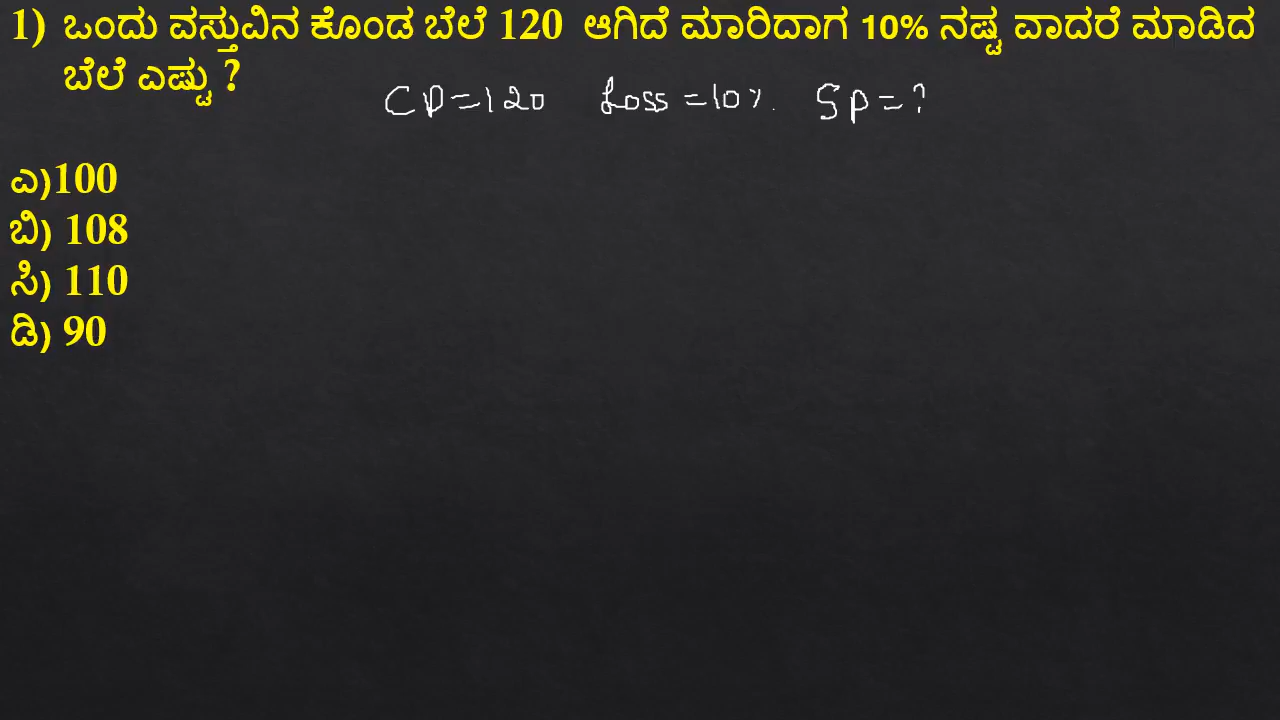 1) ಒಂದು ವಸ್ತುವಿನ ಕೊಂಡ ಬೆಲೆ 120 ಆಗಿದೆ ಮಾರಿದಾಗ 10% ನಷ್ಟ ವಾದರೆ ಮಾಡಿದ
ಬೆಲೆ ಎಷ್ಟು ?
CP=120 Loss =10%. SP=?
ಎ)100
ಬಿ) 108
ಸಿ) 110
ಡಿ) 90